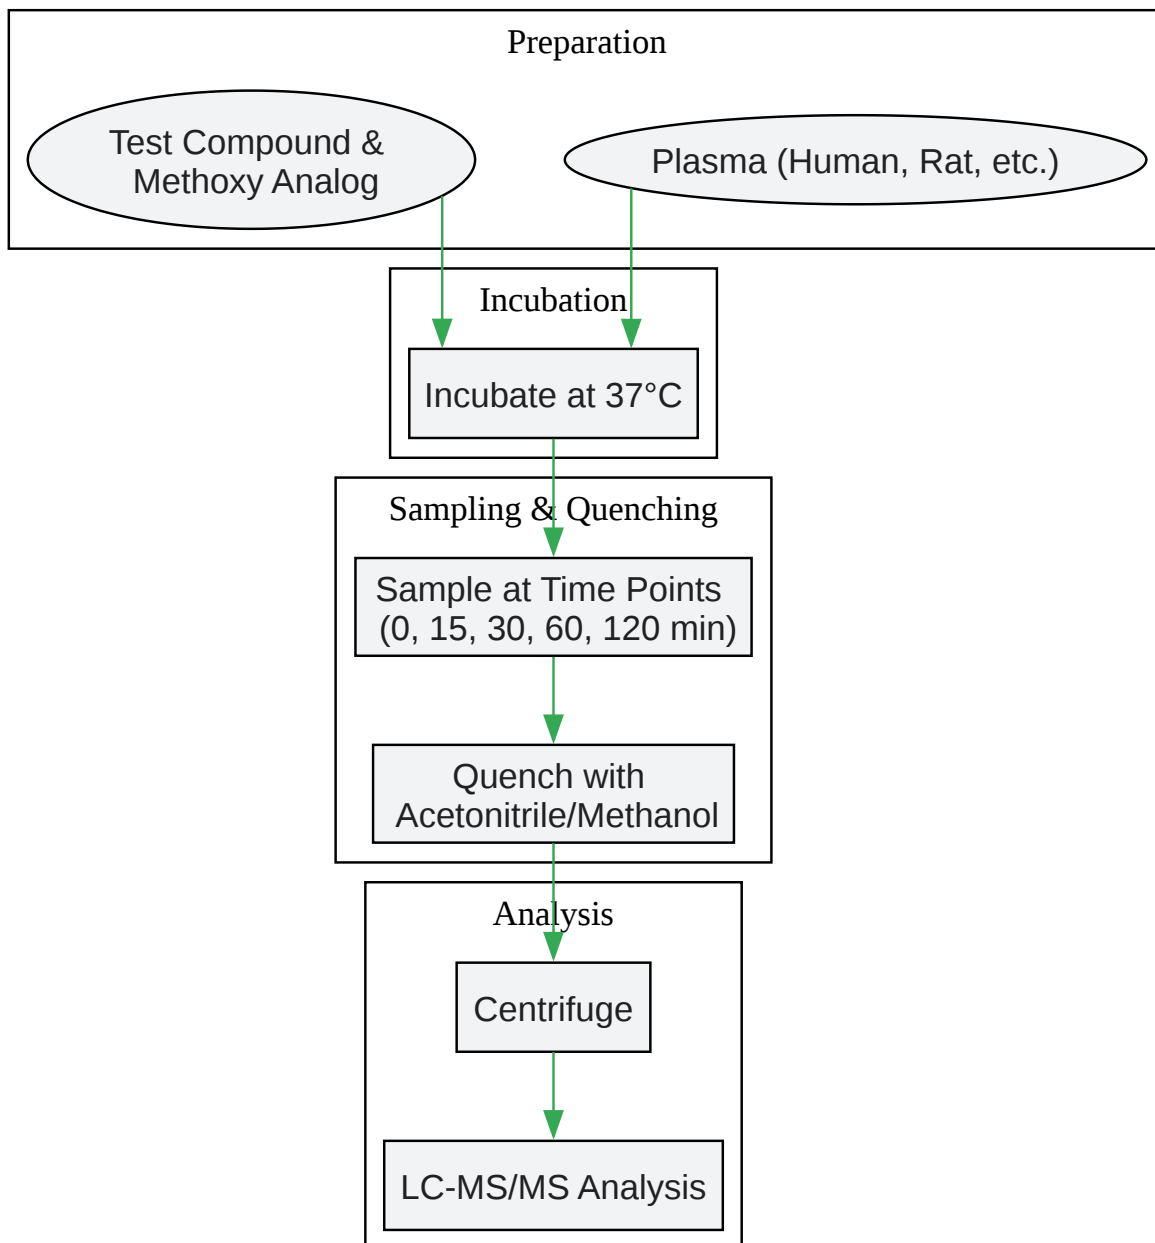 Preparation
Test Compound &
Methoxy Analog
Plasma (Human, Rat, etc.)
Incubation
Incubate at 37°C
Sampling & Quenching
Sample at Time Points
(0, 15, 30, 60, 120 min)
Quench with
Acetonitrile/Methanol
Analysis
Centrifuge
LC-MS/MS Analysis